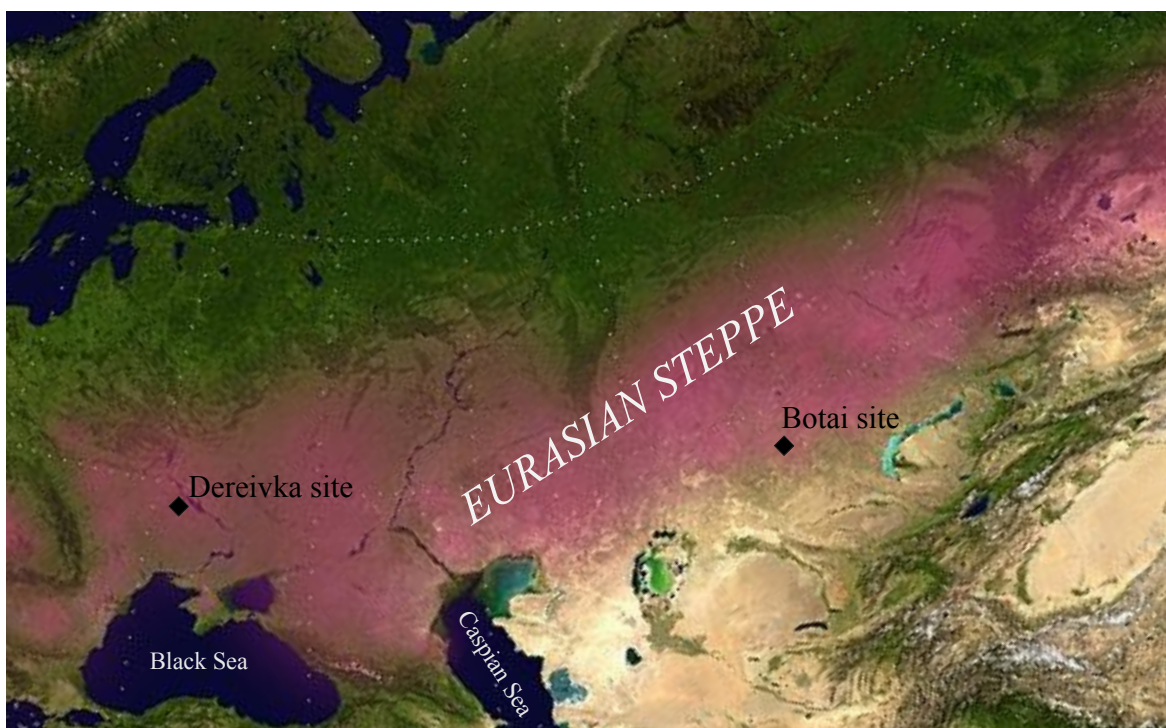 EURASIAN STEPPE
Botai site
Dereivka site
Black Sea
Caspian Sea